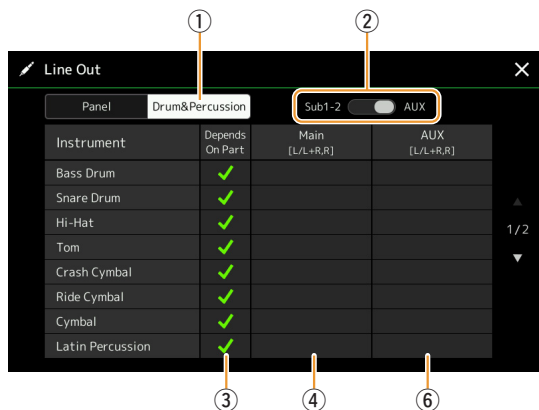 ① ②
Line Out
Panel Drum&Percussion Sub1-2 AUX
Instrument Depends On Part Main [L/L+R,R] AUX [L/L+R,R]
Bass Drum
Snare Drum
Hi-Hat
1/2
Tom
Crash Cymbal
Ride Cymbal
Cymbal
Latin Percussion
③ ④ ⑥